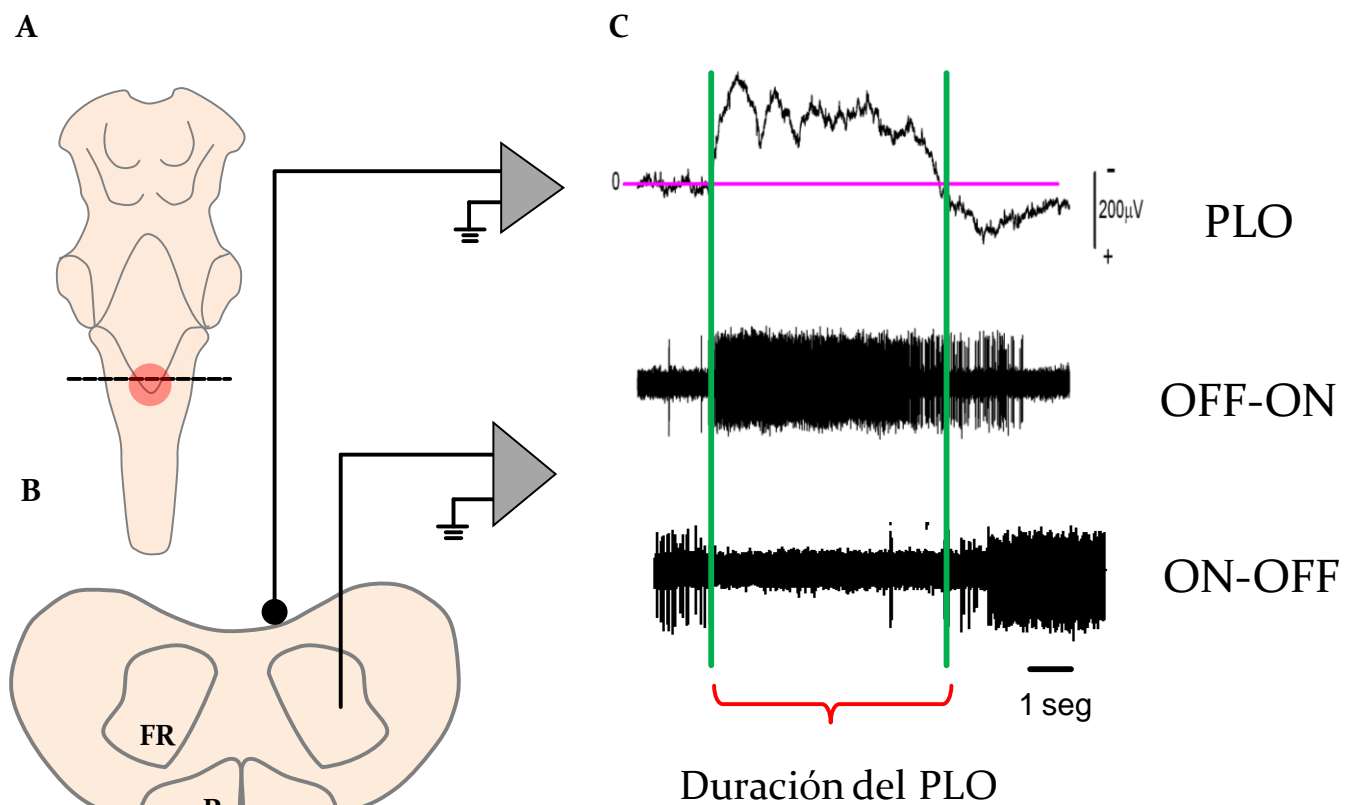 A
B
FR
C
0
-
200µV
+
PLO
OFF-ON
ON-OFF
1 seg
Duración del PLO